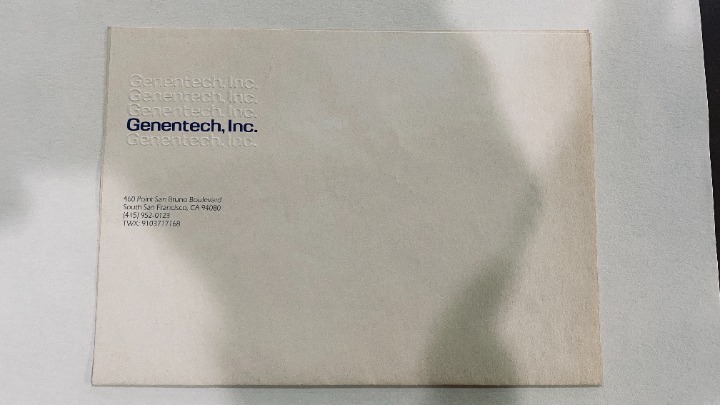 Genentech, Inc.
Genentech, Inc.
Genentech, Inc.
Genentech, Inc.
Genentech, Inc.
460 Point San Bruno Boulevard
South San Francisco, CA 94080
(415) 952-0123
TWX: 9103717168